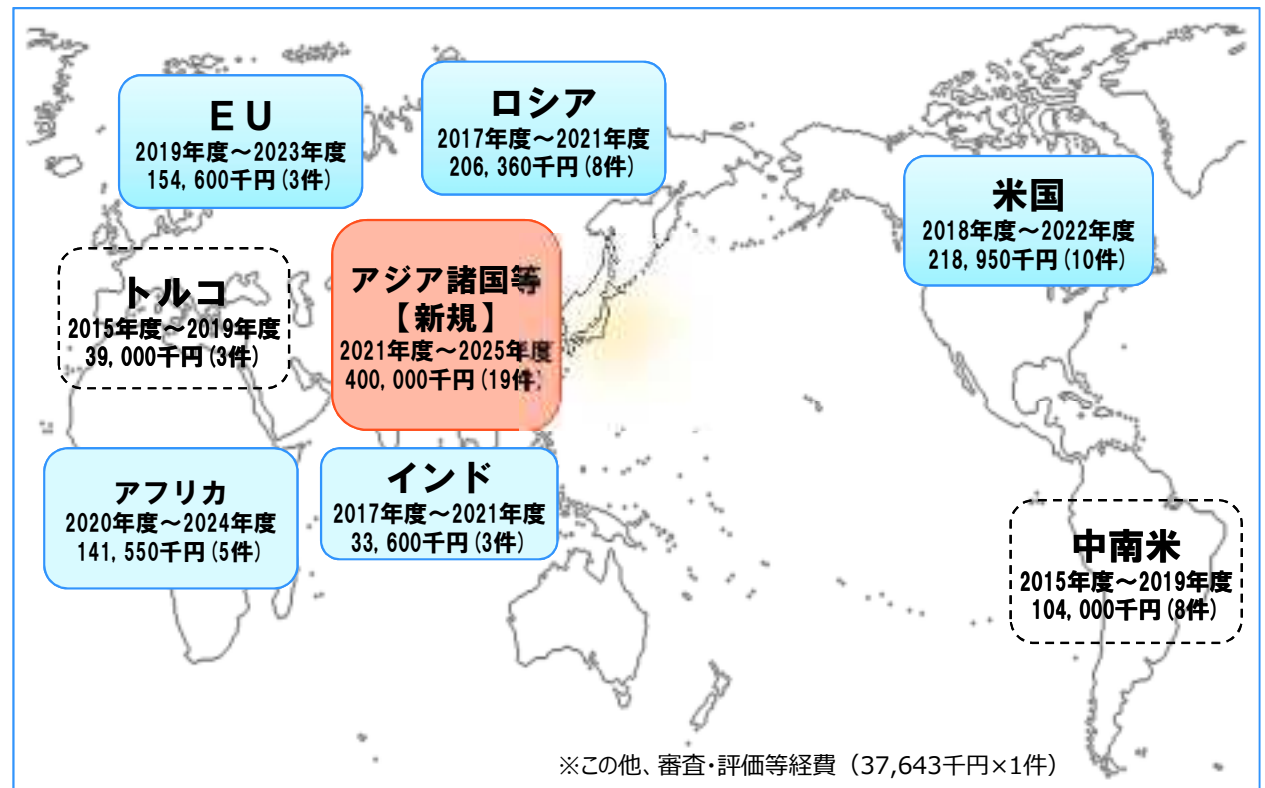 ＥＵ
2019年度～2023年度
154,600千円(3件)
ロシア
2017年度～2021年度
206,360千円(8件)
米国
2018年度～2022年度
218,950千円(10件)
トルコ
2015年度～2019年度
39,000千円(3件)
アジア諸国等
【新規】
2021年度～2025年度
400,000千円(19件)
アフリカ
2020年度～2024年度
141,550千円(5件)
インド
2017年度～2021年度
33,600千円(3件)
中南米
2015年度～2019年度
104,000千円(8件)
※この他、審査・評価等経費（37,643千円×1件）